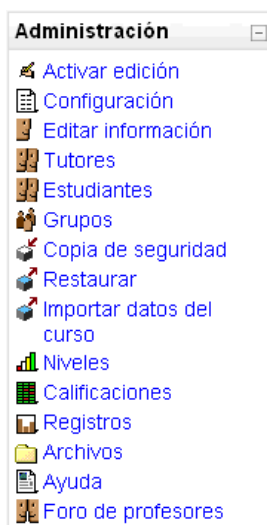 Administración
Activar edición
Configuración
Editar información
Tutores
Estudiantes
Grupos
Copia de seguridad
Restaurar
Importar datos del
curso
Niveles
Calificaciones
Registros
Archivos
Ayuda
Foro de profesores